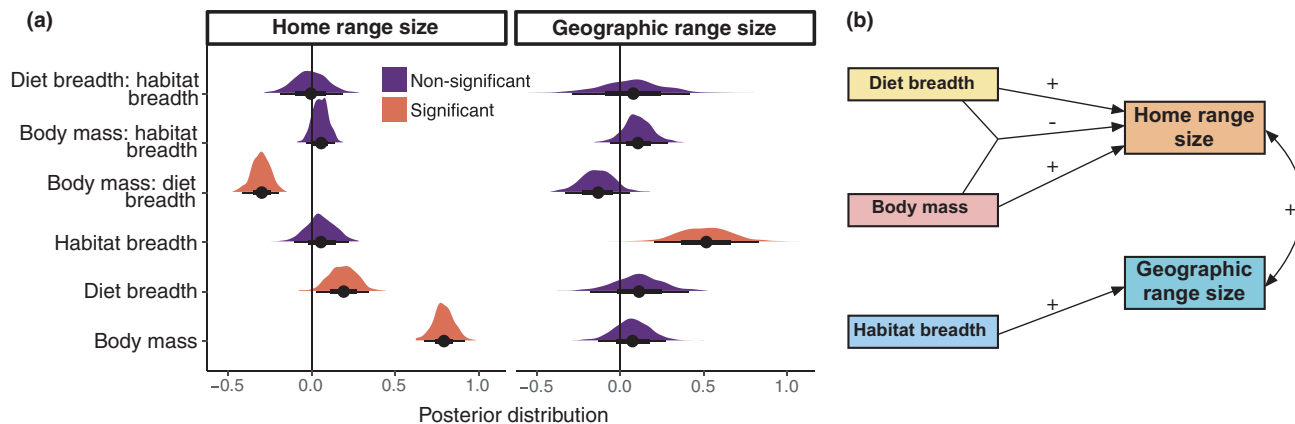 (a)
Home range size
Geographic range size
Diet breadth: habitat
breadth
Body mass: habitat
breadth
Body mass: diet
breadth
Habitat breadth
Diet breadth
Body mass
Non-significant
Significant
−0.5 0.0 0.5 1.0
−0.5 0.0 0.5 1.0
Posterior distribution
(b)
Diet breadth
Body mass
Habitat breadth
+
-
+
+
Home range
size
Geographic
range size
+